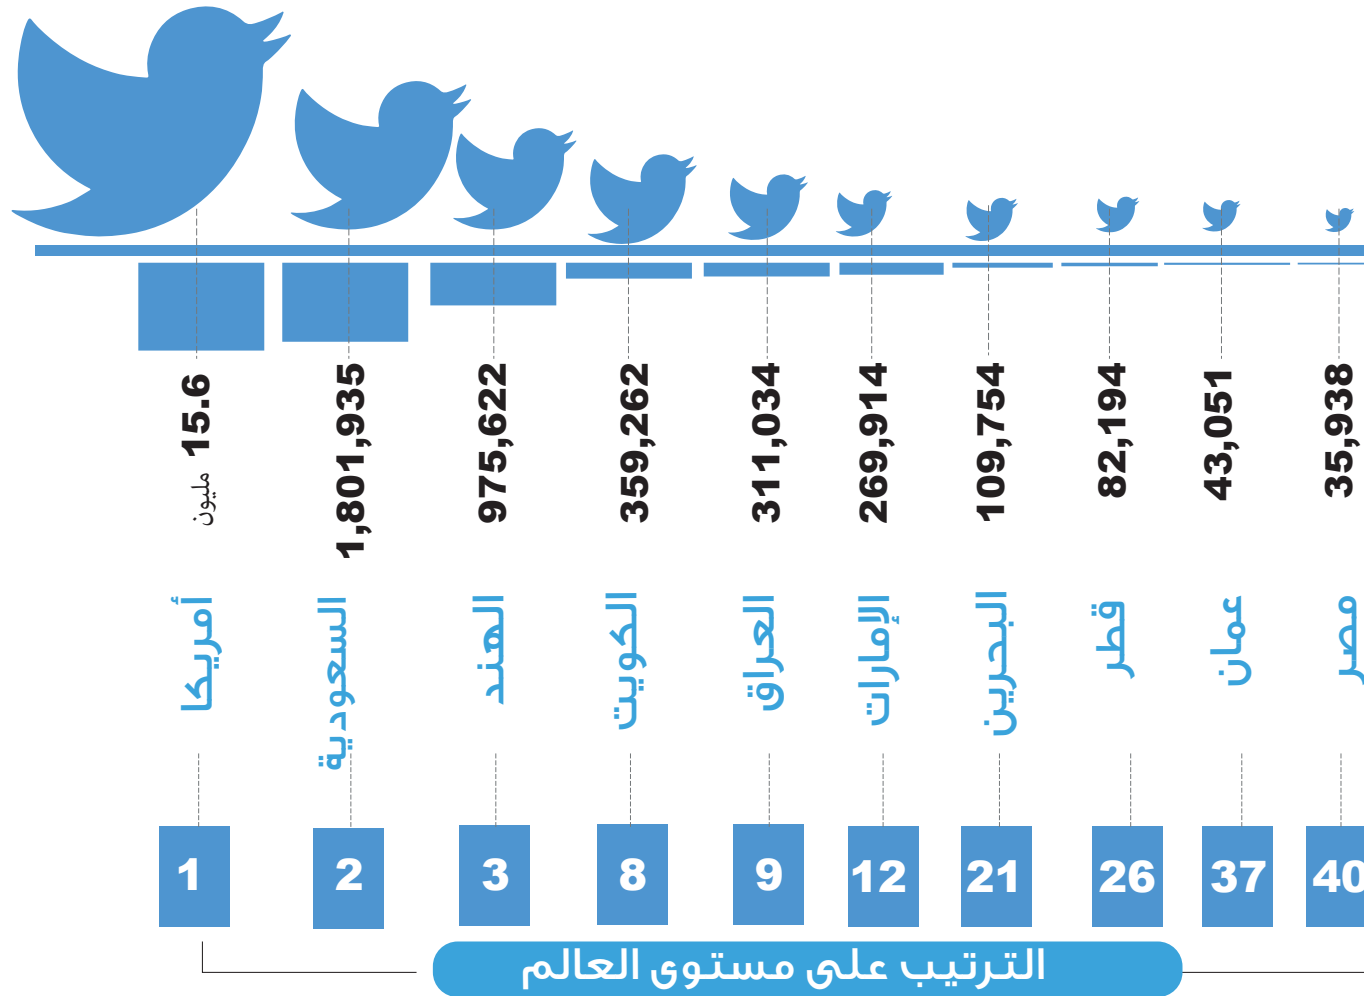 15.6 مليون
1,801,935
975,622
359,262
311,034
269,914
109,754
82,194
43,051
35,938
أمريكا
السعودية
الهند
الكويت
العراق
الإمارات
البحرين
قطر
عمان
مصر
1
2
3
8
9
12
21
26
37
40
الترتيب على مستوى العالم